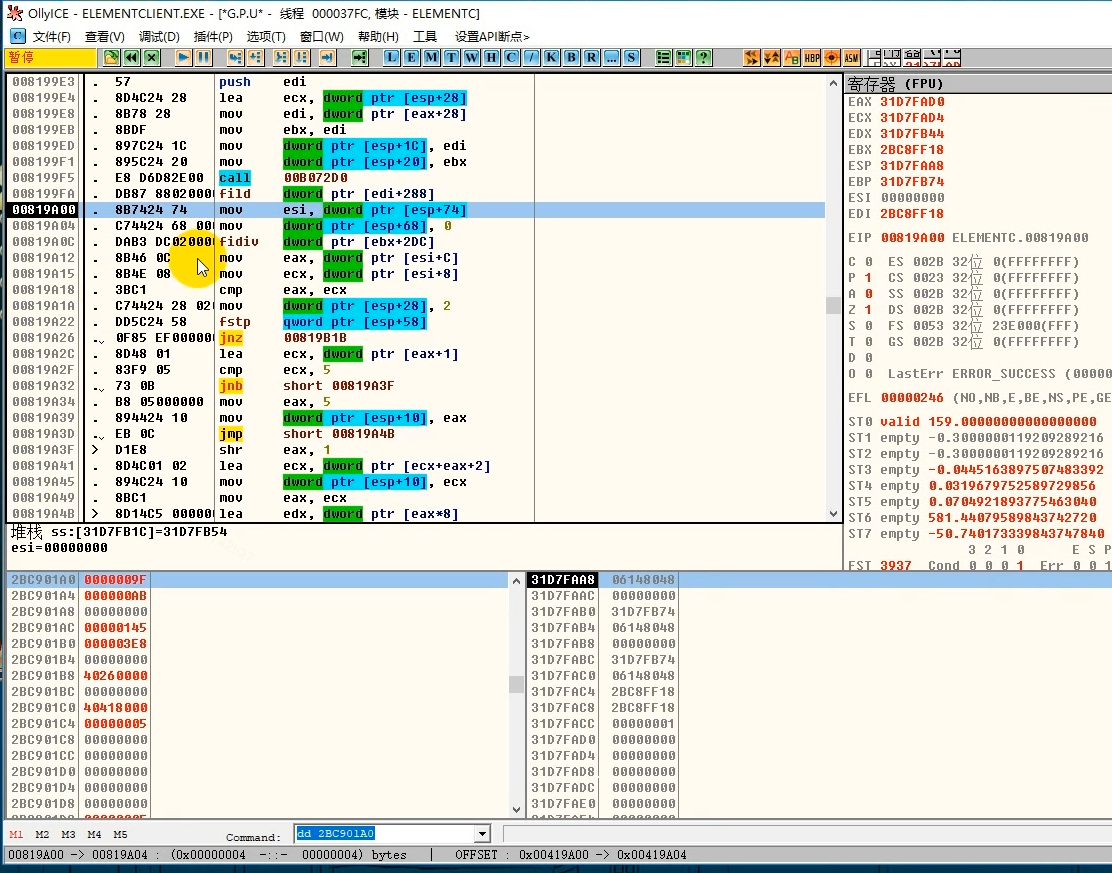 OllyICE - ELEMENTCLIENT.EXE - [*G.P.U* - 线程 000037FC, 模块 - ELEMENTC]
文件(F) 查看(V) 调试(D) 插件(P) 选项(T) 窗口(W) 帮助(H) 工具 设置API断点>
暂停 L E M T W H C / K B R ... S ? HBP ASM
008199E3 . 57 push edi
008199E4 . 8D4C24 28 lea ecx, dword ptr [esp+28]
008199E8 . 8B78 28 mov edi, dword ptr [eax+28]
008199EB . 8BDF mov ebx, edi
008199ED . 897C24 1C mov dword ptr [esp+1C], edi
008199F1 . 895C24 20 mov dword ptr [esp+20], ebx
008199F5 . E8 D6D82E00 call 00B072D0
008199FA . DB87 88020000 fild dword ptr [edi+288]
00819A00 . 8B7424 74 mov esi, dword ptr [esp+74]
00819A04 . C74424 68 00 mov dword ptr [esp+68], 0
00819A0C . DAB3 DC020000 fidiv dword ptr [ebx+2DC]
00819A12 . 8B46 0C mov eax, dword ptr [esi+C]
00819A15 . 8B4E 08 mov ecx, dword ptr [esi+8]
00819A18 . 3BC1 cmp eax, ecx
00819A1A . C74424 28 02 mov dword ptr [esp+28], 2
00819A22 . DD5C24 58 fstp qword ptr [esp+58]
00819A26 . 0F85 EF000000 jnz 00819B1B
00819A2C . 8D48 01 lea ecx, dword ptr [eax+1]
00819A2F . 83F9 05 cmp ecx, 5
00819A32 . 73 0B jnb short 00819A3F
00819A34 . B8 05000000 mov eax, 5
00819A39 . 894424 10 mov dword ptr [esp+10], eax
00819A3D . EB 0C jmp short 00819A4B
00819A3F > D1E8 shr eax, 1
00819A41 . 8D4C01 02 lea ecx, dword ptr [ecx+eax+2]
00819A45 . 894C24 10 mov dword ptr [esp+10], ecx
00819A49 . 8BC1 mov eax, ecx
00819A4B > 8D14C5 00000 lea edx, dword ptr [eax*8]
堆栈 ss:[31D7FB1C]=31D7FB54
esi=00000000
寄存器 (FPU)
EAX 31D7FAD0
ECX 31D7FAD4
EDX 31D7FB44
EBX 2BC8FF18
ESP 31D7FAA8
EBP 31D7FB74
ESI 00000000
EDI 2BC8FF18
EIP 00819A00 ELEMENTC.00819A00
C 0 ES 002B 32位 0(FFFFFFFF)
P 1 CS 0023 32位 0(FFFFFFFF)
A 0 SS 002B 32位 0(FFFFFFFF)
Z 1 DS 002B 32位 0(FFFFFFFF)
S 0 FS 0053 32位 23E000(FFF)
T 0 GS 002B 32位 0(FFFFFFFF)
D 0
O 0 LastErr ERROR_SUCCESS (00000
EFL 00000246 (NO,NB,E,BE,NS,PE,GE
ST0 valid 159.00000000000000000
ST1 empty -0.3000000119209289216
ST2 empty -0.3000000119209289216
ST3 empty -0.0445163897507483392
ST4 empty 0.0319679752589729856
ST5 empty 0.0704921893775463040
ST6 empty 581.44079589843742720
ST7 empty -50.740173339843747840
3 2 1 0 E S P
FST 3937 Cond 0 0 0 1 Err 0 0 1
2BC901A0 0000009F
2BC901A4 000000AB
2BC901A8 00000000
2BC901AC 00000145
2BC901B0 000003E8
2BC901B4 00000000
2BC901B8 40260000
2BC901BC 00000000
2BC901C0 40418000
2BC901C4 00000005
2BC901C8 00000000
2BC901CC 00000000
2BC901D0 00000000
2BC901D4 00000000
2BC901D8 00000000
31D7FAA8 06148048
31D7FAAC 00000000
31D7FAB0 31D7FB74
31D7FAB4 06148048
31D7FAB8 00000000
31D7FABC 31D7FB74
31D7FAC0 06148048
31D7FAC4 2BC8FF18
31D7FAC8 2BC8FF18
31D7FACC 00000001
31D7FAD0 00000000
31D7FAD4 00000000
31D7FAD8 00000000
31D7FADC 00000000
31D7FAE0 00000000
M1 M2 M3 M4 M5 Command: dd 2BC901A0
00819A00 -> 00819A04 : (0x00000004 -::- 00000004) bytes | OFFSET : 0x00419A00 -> 0x00419A04